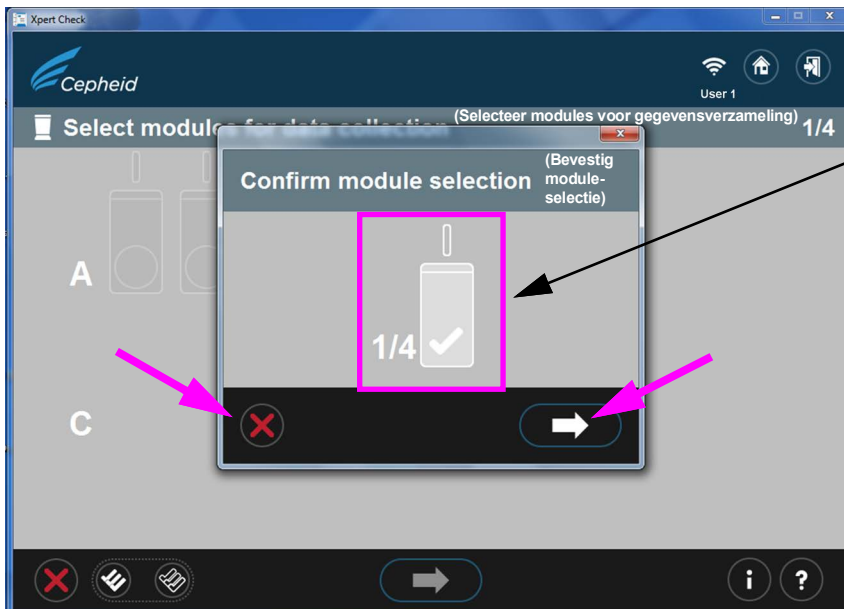 Xpert Check
Cepheid
User 1
Select modules for data collection (Selecteer modules voor gegevensverzameling) 1/4
Confirm module selection (Bevestig
module-
selectie)
A
1/4
C
i ?